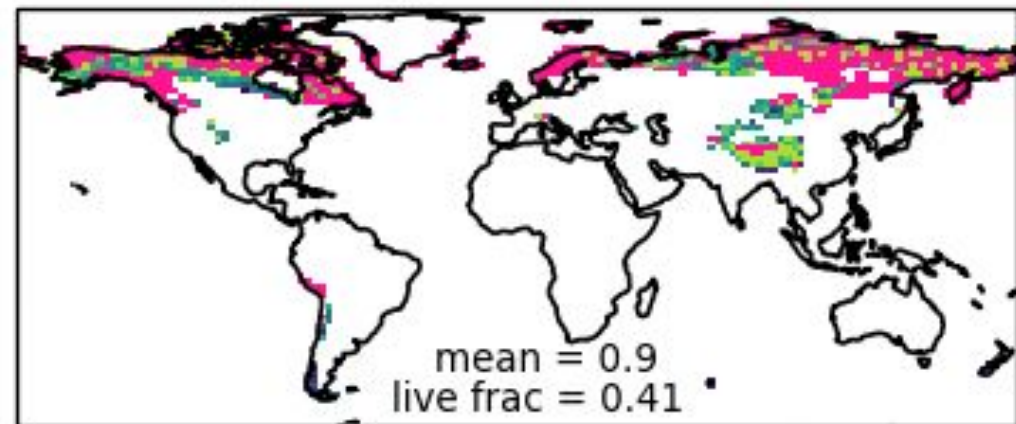 mean = 0.9
live frac = 0.41